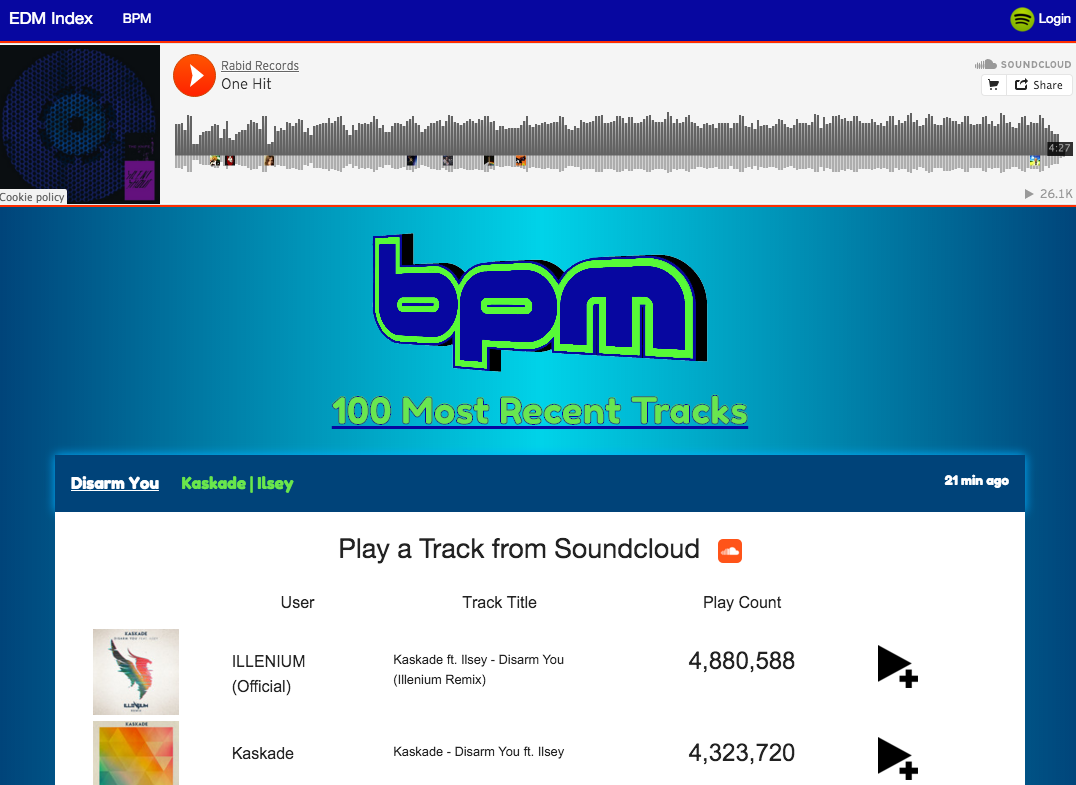 EDM Index BPM Login
Rabid Records
One Hit
SOUNDCLOUD
Share
4:27
Cookie policy
26.1K
bpm
100 Most Recent Tracks
Disarm You Kaskade | Ilsey 21 min ago
Play a Track from Soundcloud
User Track Title Play Count
KASKADE
ILLENIUM
(Official)
Kaskade ft. Ilsey - Disarm You
(Illenium Remix)
4,880,588
KASKADE
Kaskade
Kaskade - Disarm You ft. Ilsey
4,323,720